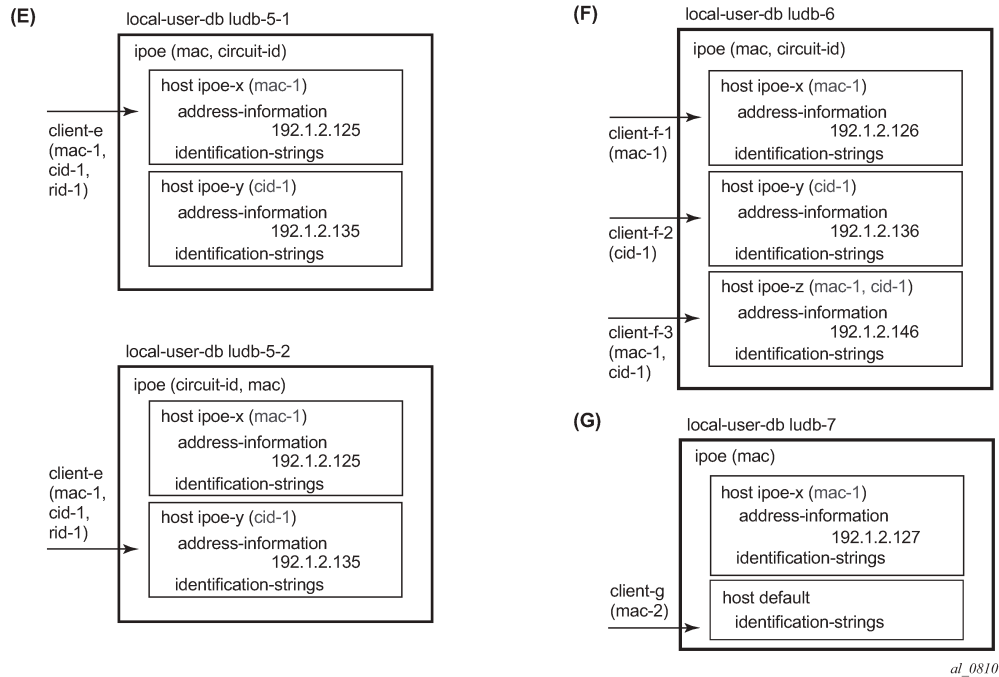 (E)
local-user-db ludb-5-1
ipoe (mac, circuit-id)
host ipoe-x (mac-1)
address-information
192.1.2.125
identification-strings
host ipoe-y (cid-1)
address-information
192.1.2.135
identification-strings
client-e
(mac-1,
cid-1,
rid-1)
local-user-db ludb-5-2
ipoe (circuit-id, mac)
host ipoe-x (mac-1)
address-information
192.1.2.125
identification-strings
host ipoe-y (cid-1)
address-information
192.1.2.135
identification-strings
client-e
(mac-1,
cid-1,
rid-1)
(F)
local-user-db ludb-6
ipoe (mac, circuit-id)
host ipoe-x (mac-1)
address-information
192.1.2.126
identification-strings
client-f-1
(mac-1)
host ipoe-y (cid-1)
address-information
192.1.2.136
identification-strings
client-f-2
(cid-1)
host ipoe-z (mac-1, cid-1)
address-information
192.1.2.146
identification-strings
client-f-3
(mac-1,
cid-1)
(G)
local-user-db ludb-7
ipoe (mac)
host ipoe-x (mac-1)
address-information
192.1.2.127
identification-strings
host default
identification-strings
client-g
(mac-2)
al_0810